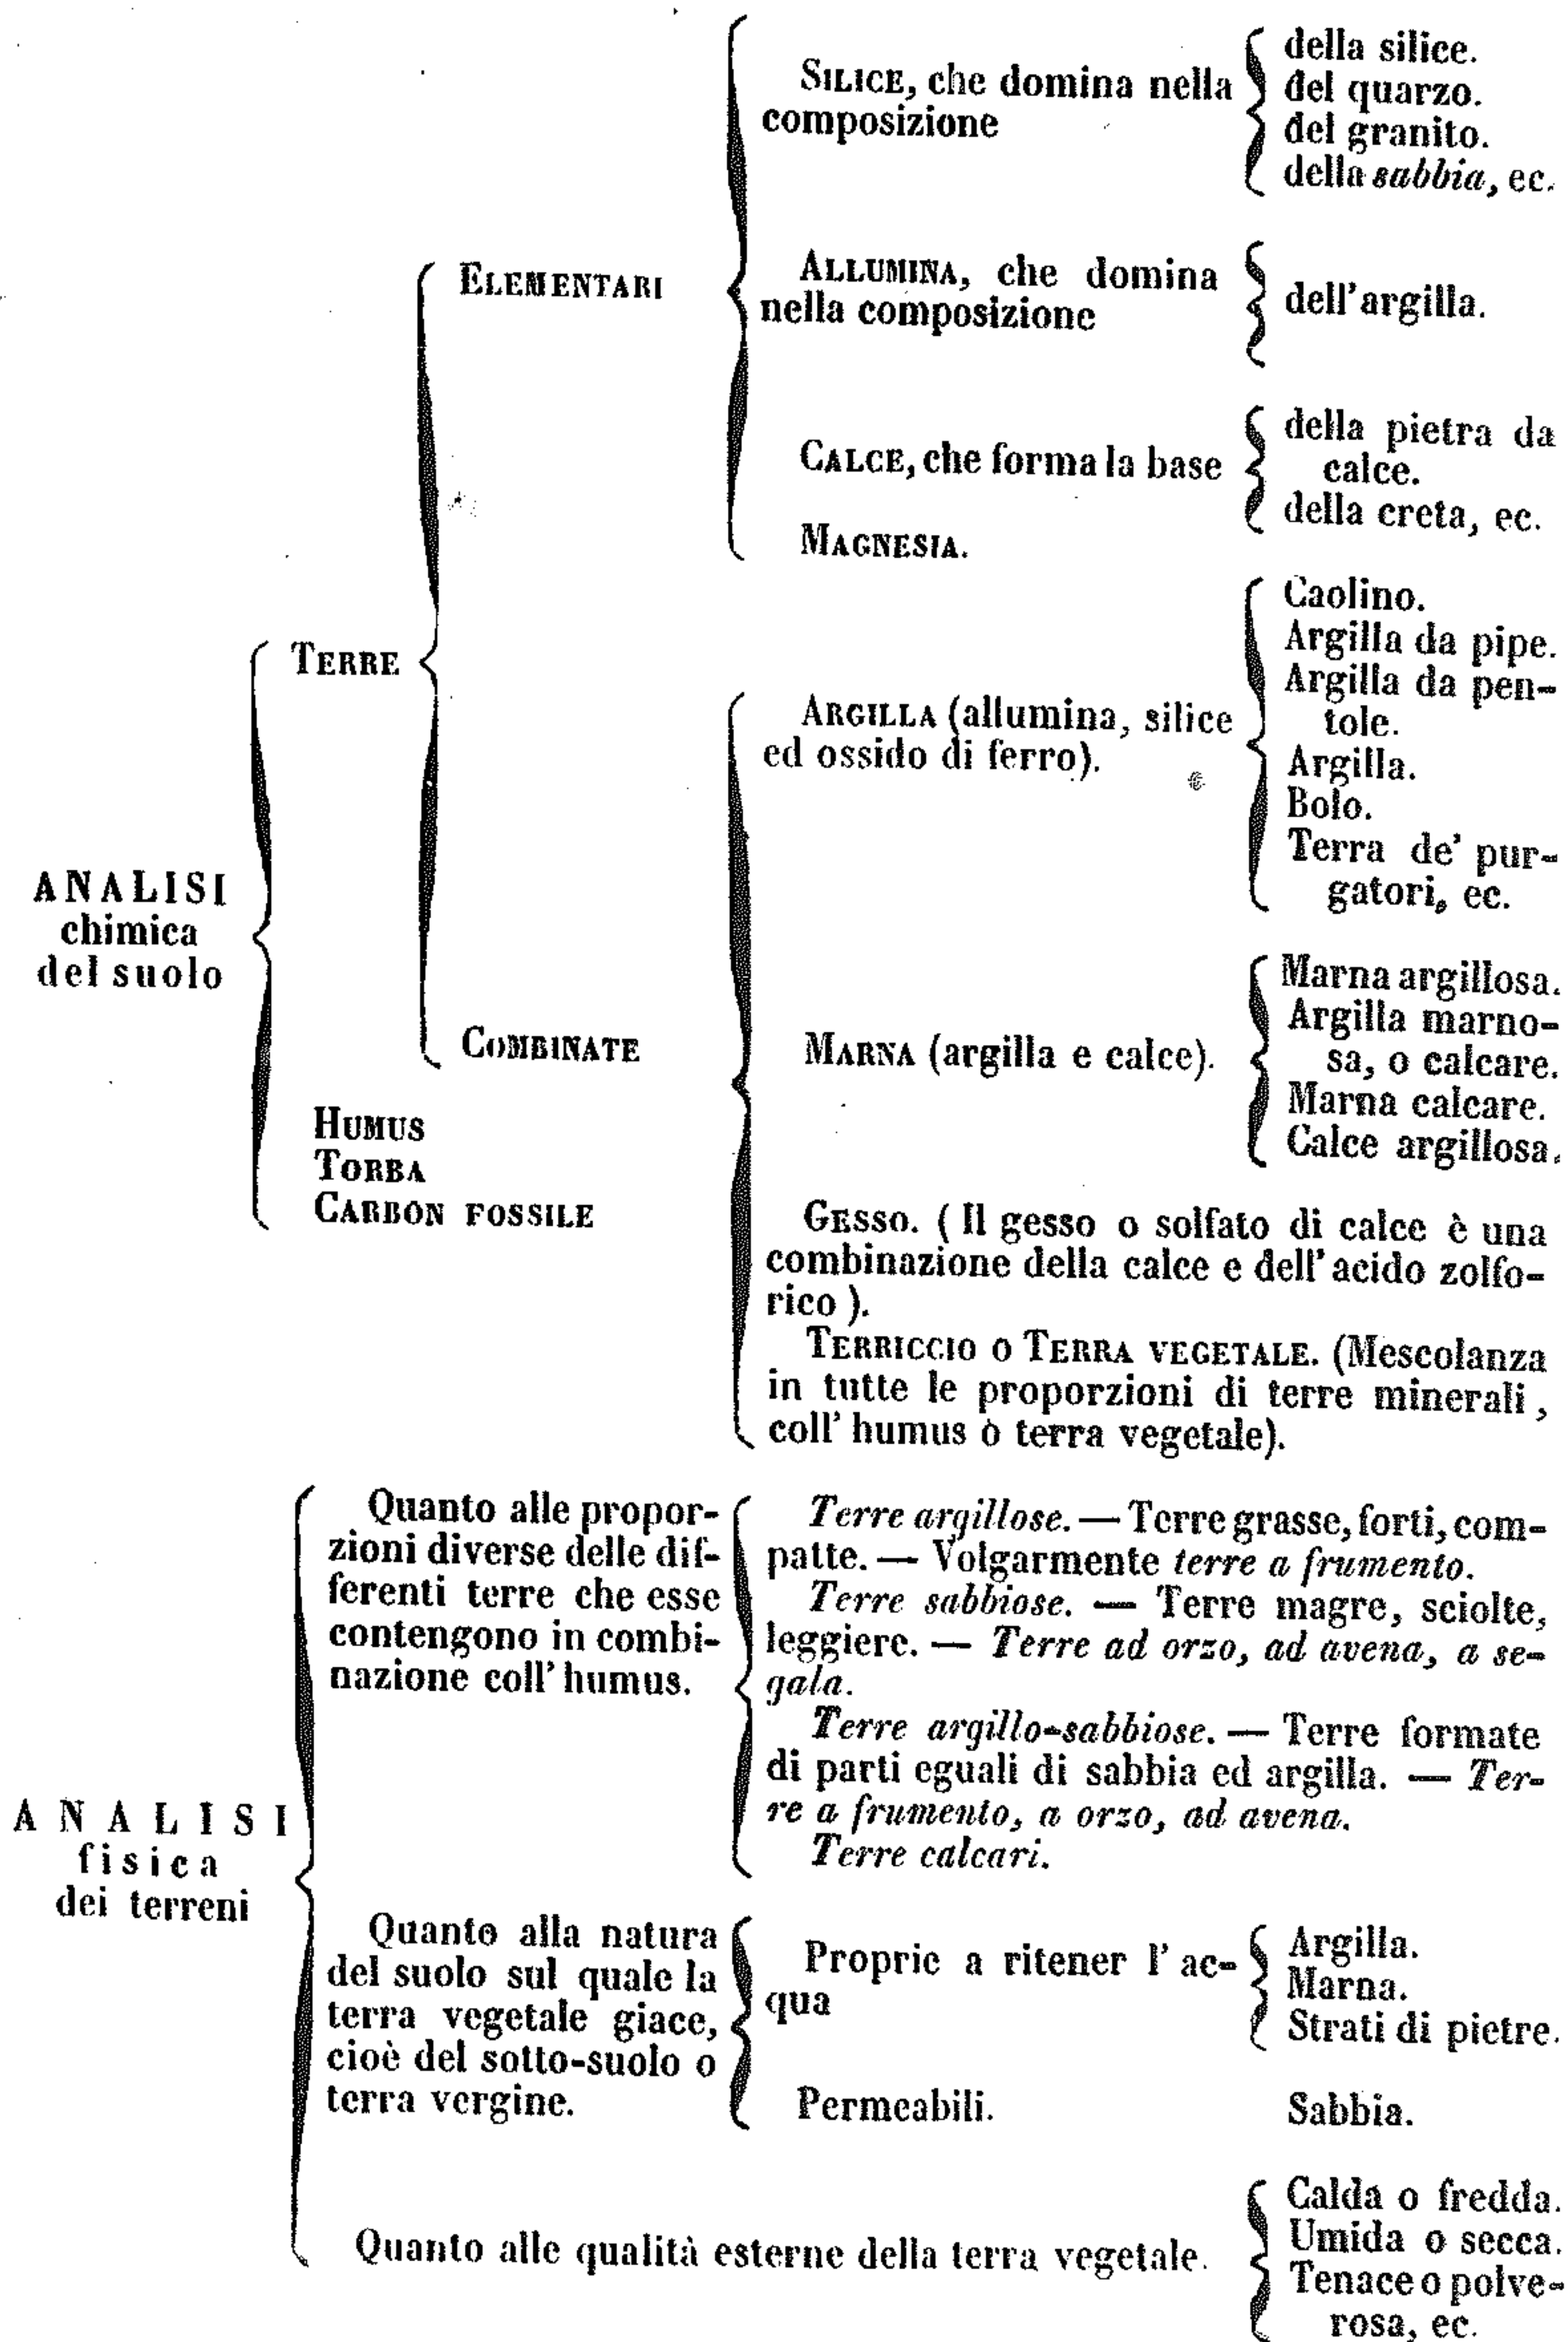 ANALISI
chimica
del suolo
TERRE
ELEMENTARI
SILICE, che domina nella
composizione
della silice.
del quarzo.
del granito.
della sabbia, ec.
ALLUMINA, che domina
nella composizione
dell'argilla.
CALCE, che forma la base
della pietra da
calce.
della creta, ec.
MAGNESIA.
COMBINATE
ARGILLA (allumina, silice
ed ossido di ferro).
Caolino.
Argilla da pipe.
Argilla da pen-
tole.
Argilla.
Bolo.
Terra de' pur-
gatori, ec.
MARNA (argilla e calce).
Marna argillosa.
Argilla marno-
sa, o calcare.
Marna calcare.
Calce argillosa.
GESSO. (Il gesso o solfato di calce è una
combinazione della calce e dell'acido zolfo-
rico).
TERRICCIO O TERRA VEGETALE. (Mescolanza
in tutte le proporzioni di terre minerali,
coll' humus ò terra vegetale).
HUMUS
TORBA
CARBON FOSSILE
ANALISI
fisica
dei terreni
Quanto alle propor-
zioni diverse delle dif-
ferenti terre che esse
contengono in combi-
nazione coll' humus.
Terre argillose. — Terre grasse, forti, com-
patte. — Volgarmente terre a frumento.
Terre sabbiose. — Terre magre, sciolte,
leggiere. — Terre ad orzo, ad avena, a se-
gala.
Terre argillo-sabbiose. — Terre formate
di parti eguali di sabbia ed argilla. — Ter-
re a frumento, a orzo, ad avena.
Terre calcari.
Quanto alla natura
del suolo sul quale la
terra vegetale giace,
cioè del sotto-suolo o
terra vergine.
Proprie a ritener l' ac-
qua
Argilla.
Marna.
Strati di pietre.
Permeabili.
Sabbia.
Quanto alle qualità esterne della terra vegetale.
Calda o fredda.
Umida o secca.
Tenace o polve-
rosa, ec.